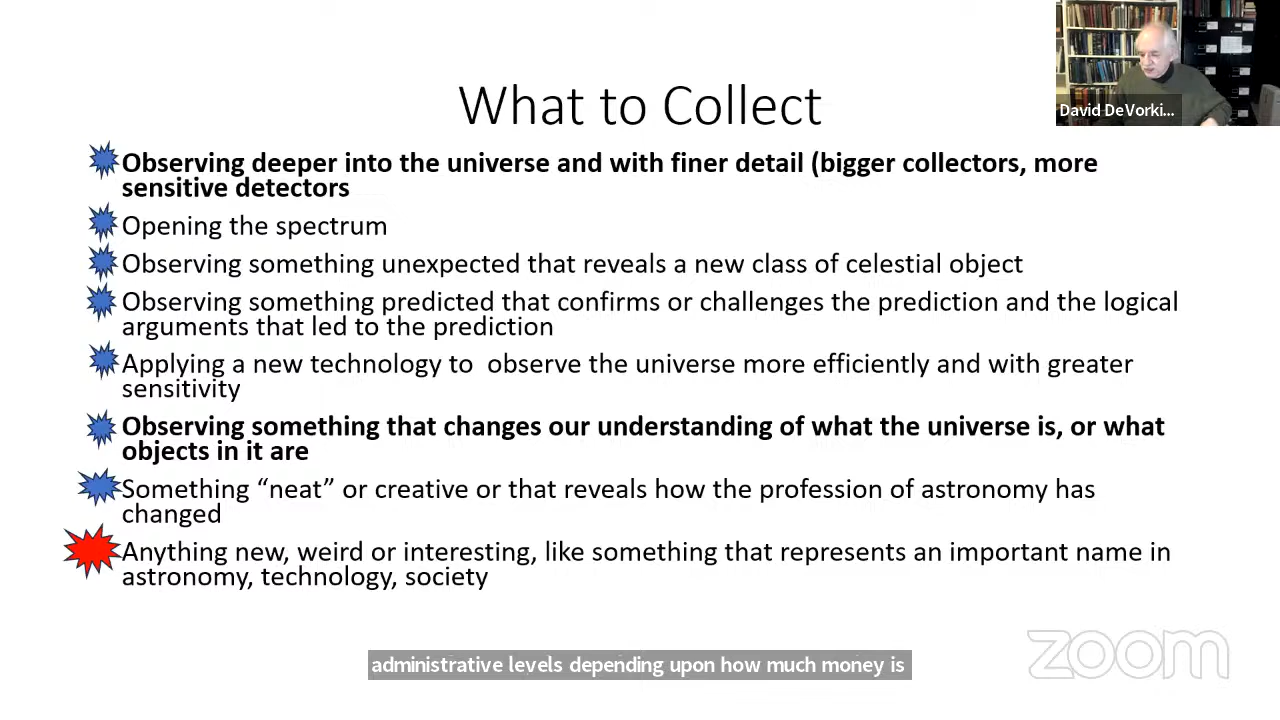 David DeVorki...
What to Collect
Observing deeper into the universe and with finer detail (bigger collectors, more
sensitive detectors
Opening the spectrum
Observing something unexpected that reveals a new class of celestial object
Observing something predicted that confirms or challenges the prediction and the logical
arguments that led to the prediction
Applying a new technology to  observe the universe more efficiently and with greater
sensitivity
Observing something that changes our understanding of what the universe is, or what
objects in it are
Something “neat” or creative or that reveals how the profession of astronomy has
changed
Anything new, weird or interesting, like something that represents an important name in
astronomy, technology, society
administrative levels depending upon how much money is
zoom